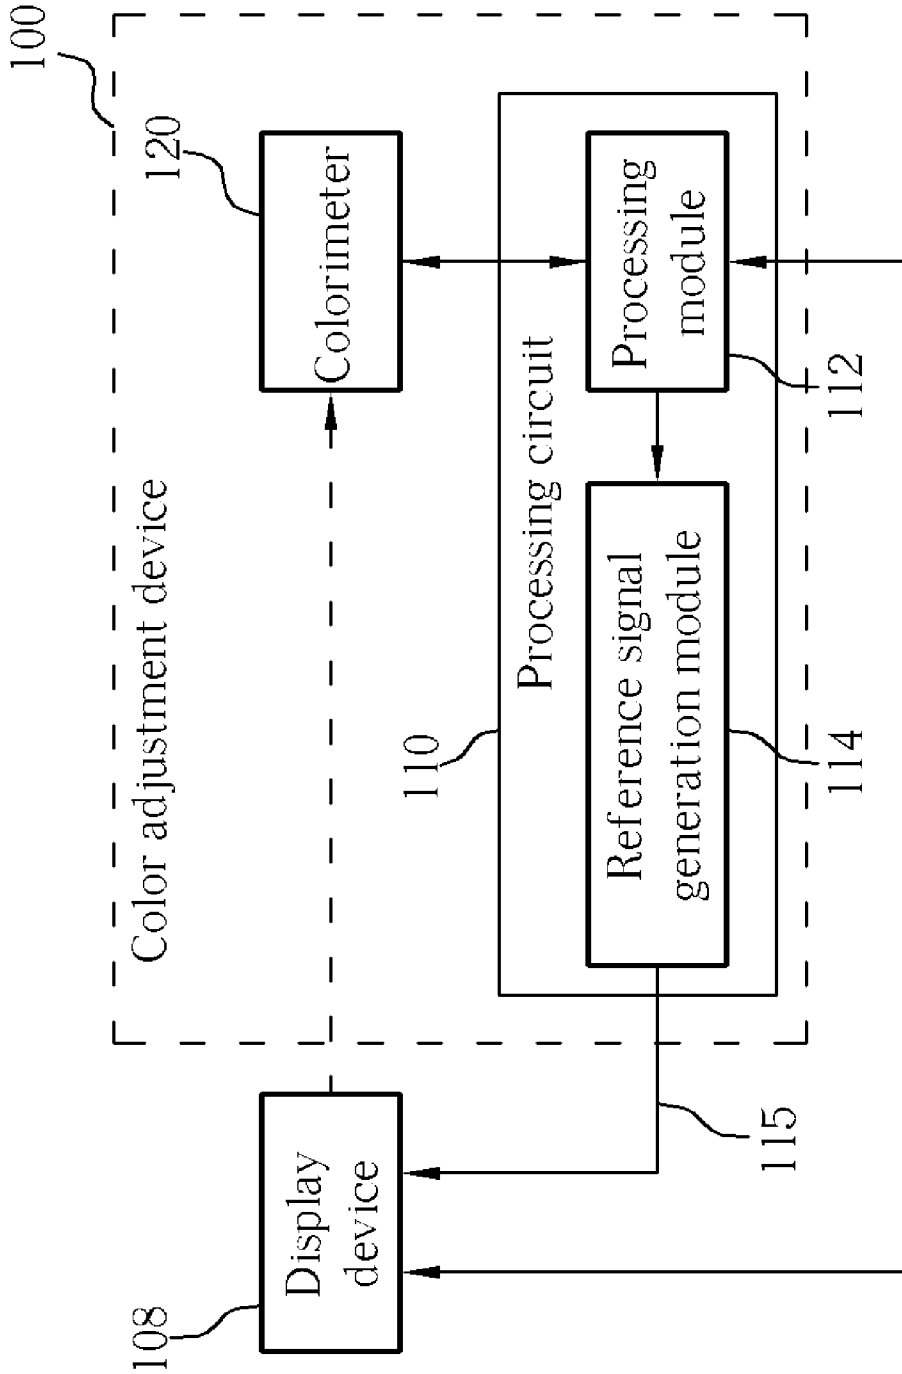 100
Color adjustment device
108
Display
device
120
Colorimeter
110
Processing circuit
Reference signal
generation module
Processing
module
115
114
112